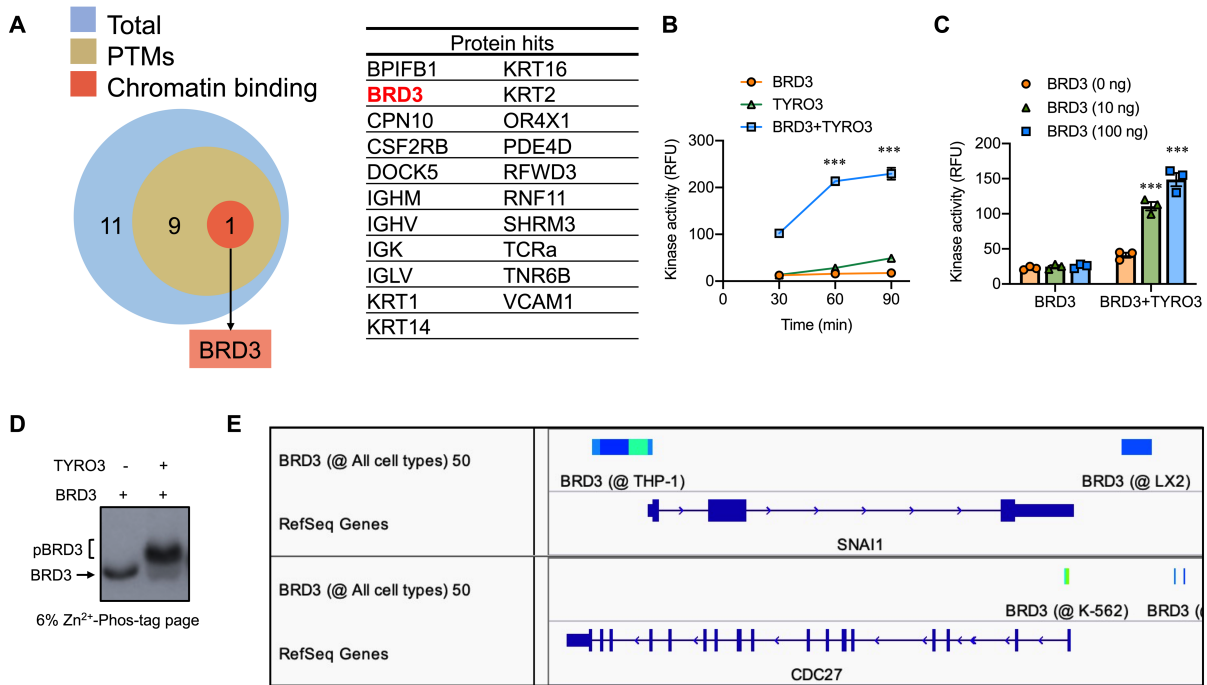 A
Total
PTMs
Chromatin binding
11
9
1
BRD3
Protein hits
BPIFB1 KRT16
BRD3 KRT2
CPN10 OR4X1
CSF2RB PDE4D
DOCK5 RFWD3
IGHM RNF11
IGHV SHRM3
IGK TCRa
IGLV TNR6B
KRT1 VCAM1
KRT14
B
BRD3
TYRO3
BRD3+TYRO3
Kinase activity (RFU)
300
200
100
0
*** ***
0 30 60 90
Time (min)
C
BRD3 (0 ng)
BRD3 (10 ng)
BRD3 (100 ng)
Kinase activity (RFU)
200
150
100
50
0
***
***
BRD3 BRD3+TYRO3
D
TYRO3 - +
BRD3 + +
pBRD3
BRD3
6% Zn²⁺-Phos-tag page
E
BRD3 (@ All cell types) 50
BRD3 (@ THP-1) BRD3 (@ LX2)
RefSeq Genes
SNAI1
BRD3 (@ All cell types) 50
BRD3 (@ K-562) BRD3 (
RefSeq Genes
CDC27